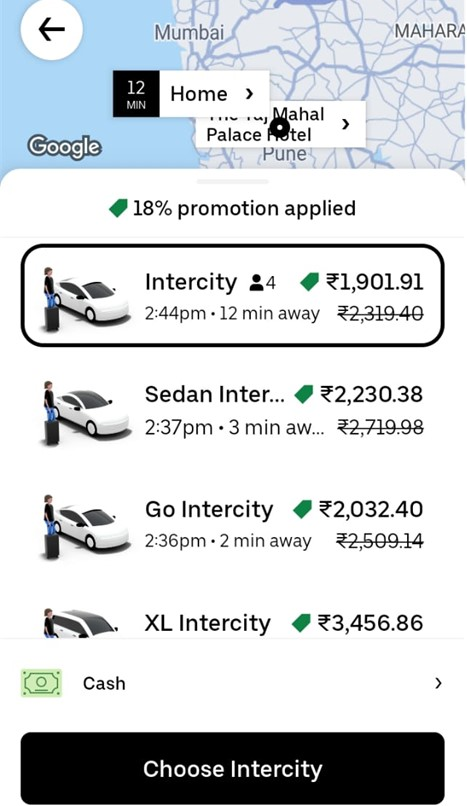 Mumbai
MAHARA
12
MIN
Home
The Taj Mahal
Palace Hotel
Google
Pune
18% promotion applied
Intercity 4 ₹1,901.91
2:44pm • 12 min away ₹2,319.40
Sedan Inter... ₹2,230.38
2:37pm • 3 min aw... ₹2,719.98
Go Intercity ₹2,032.40
2:36pm • 2 min away ₹2,509.14
XL Intercity ₹3,456.86
Cash
Choose Intercity